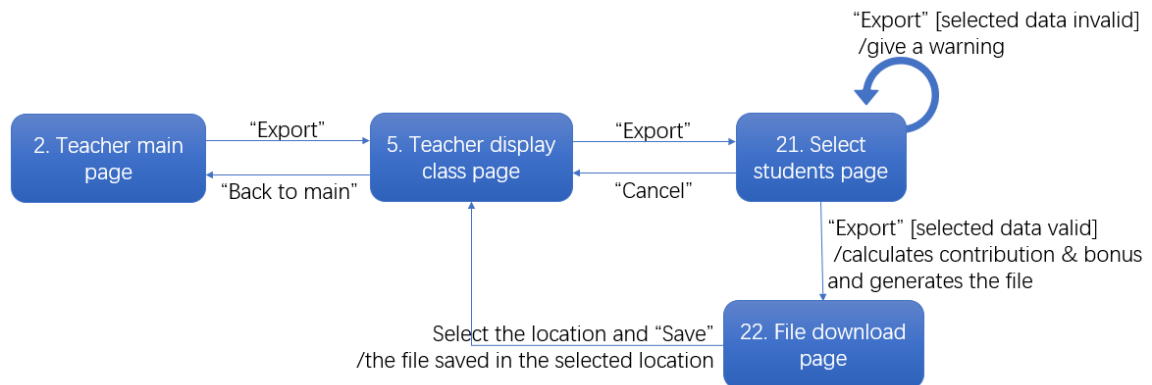 “Export” [selected data invalid]
/give a warning
2. Teacher main
page
“Export”
“Back to main”
5. Teacher display
class page
“Export”
“Cancel”
21. Select
students page
“Export” [selected data valid]
/calculates contribution & bonus
and generates the file
Select the location and “Save”
/the file saved in the selected location
22. File download
page